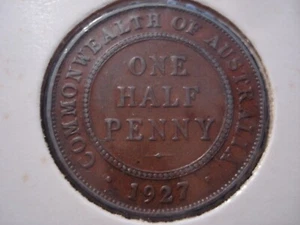 COMMONWEALTH OF AUSTRALIA
ONE
HALF
PENNY
1927